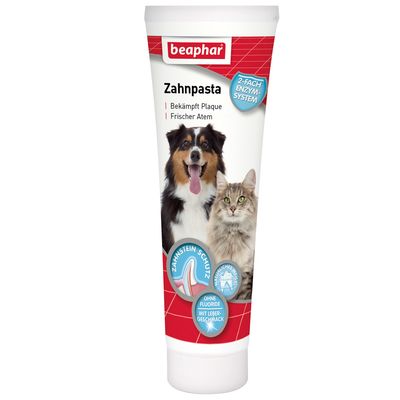 beaphar
2-FACH
ENZYM-
SYSTEM
Zahnpasta
Bekämpft Plaque
Frischer Atem
ZAHNSTEIN SCHUTZ
OHNE
FLUORIDE
MIT LEBER-
GESCHMACK